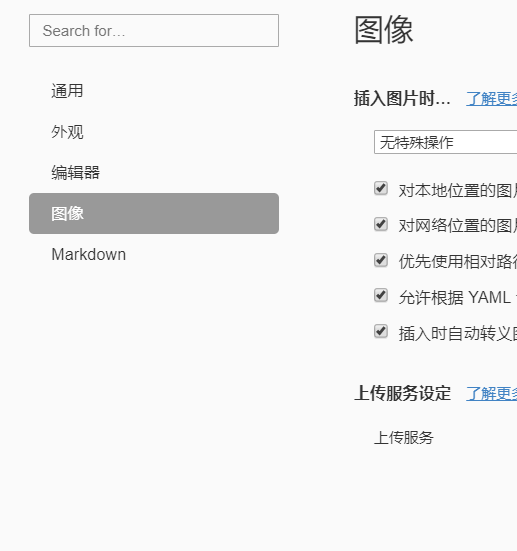 Search for...
通用
外观
编辑器
图像
Markdown
图像
插入图片时... 了解更多
无特殊操作
对本地位置的图片
对网络位置的图片
优先使用相对路径
允许根据 YAML
插入时自动转义
上传服务设定 了解更多
上传服务